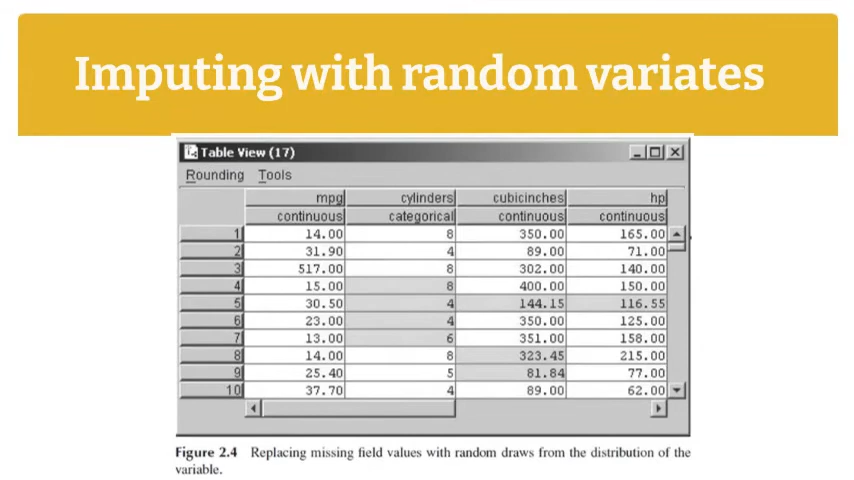 Imputing with random variates
Table View (17)
Rounding Tools
mpg cylinders cubicinches hp
continuous categorical continuous continuous
1 14.00 8 350.00 165.00
2 31.90 4 89.00 71.00
3 517.00 8 302.00 140.00
4 15.00 8 400.00 150.00
5 30.50 4 144.15 116.55
6 23.00 4 350.00 125.00
7 13.00 6 351.00 158.00
8 14.00 8 323.45 215.00
9 25.40 5 81.84 77.00
10 37.70 4 89.00 62.00
Figure 2.4 Replacing missing field values with random draws from the distribution of the
variable.